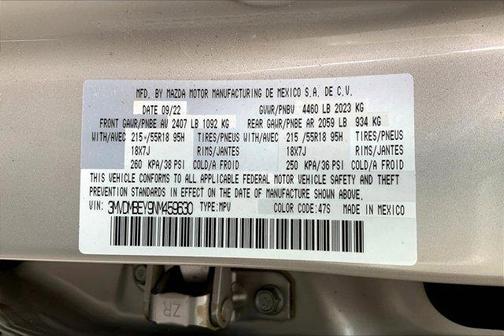 MFD. BY MAZDA MOTOR MANUFACTURING DE MEXICO S.A. DE C.V.
DATE 09/22 GVWR/PNBV 4460 LB 2023 KG
FRONT GAWR/PNBE AV 2407 LB 1092 KG REAR GAWR/PNBE AR 2059 LB 934 KG
WITH/AVEC 215 /55R18 95H TIRES/PNEUS WITH/AVEC 215 /55R18 95H TIRES/PNEUS
18X7J RIMS/JANTES 18X7J RIMS/JANTES
260 KPA/38 PSI COLD/A FROID 250 KPA/36 PSI COLD/A FROID
THIS VEHICLE CONFORMS TO ALL APPLICABLE FEDERAL MOTOR VEHICLE SAFETY AND THEFT
PREVENTION STANDARDS IN EFFECT ON THE DATE OF MANUFACTURE SHOWN ABOVE.
VIN: 3MVDMBEY9NM459630 TYPE:MPV COLOR:47S MADE IN MEXICO
ZR